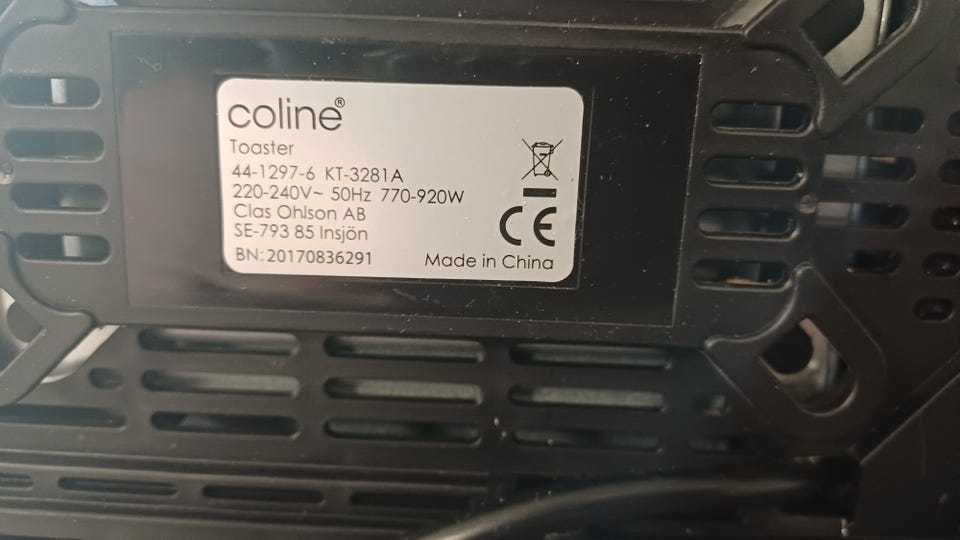 coline®
Toaster
44-1297-6 KT-3281A
220-240V~ 50Hz 770-920W
Clas Ohlson AB
SE-793 85 Insjön
BN:20170836291
CE
Made in China